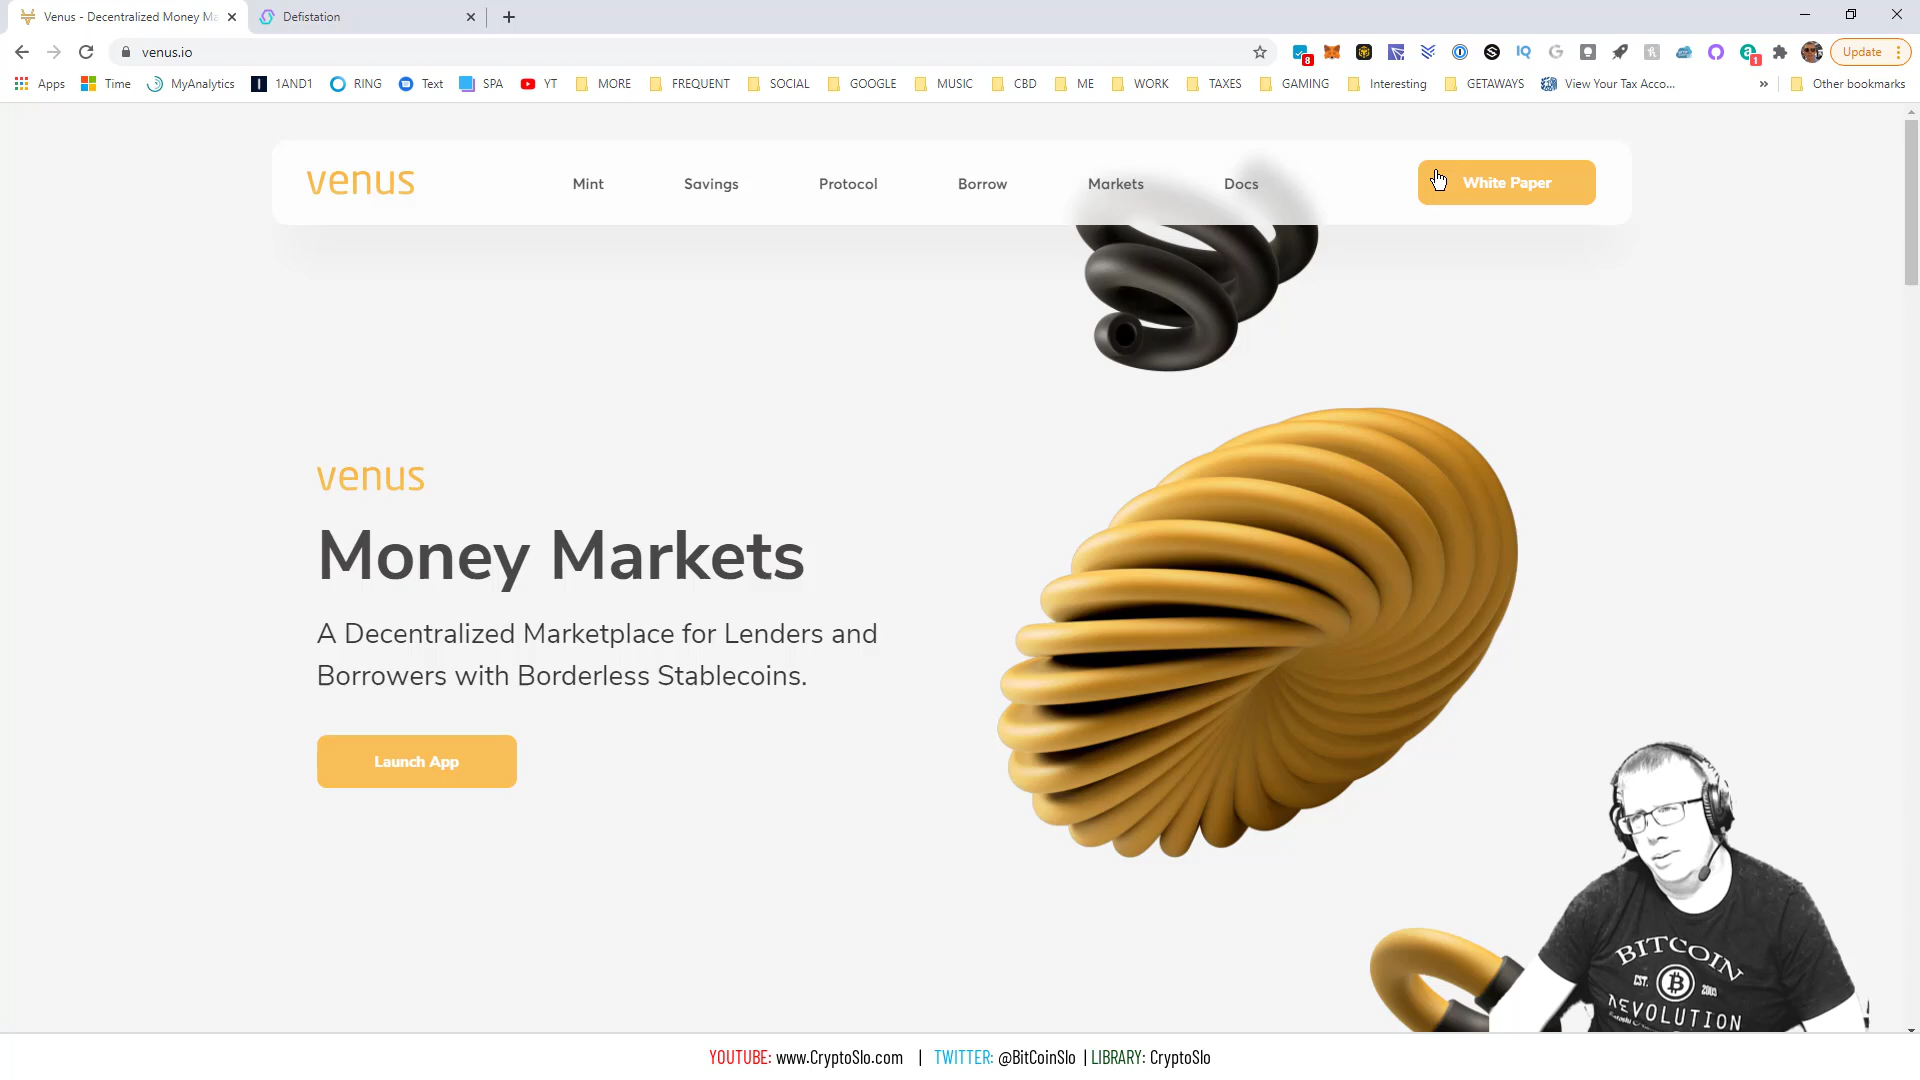 Venus - Decentralized Money Ma
Defistation
venus.io
8
1
Update
Apps
Time
MyAnalytics
1AND1
RING
Text
SPA
YT
MORE
FREQUENT
SOCIAL
GOOGLE
MUSIC
CBD
ME
WORK
TAXES
GAMING
Interesting
GETAWAYS
View Your Tax Acco...
Other bookmarks
venus
Mint
Savings
Protocol
Borrow
Markets
Docs
White Paper
venus
Money Markets
A Decentralized Marketplace for Lenders and
Borrowers with Borderless Stablecoins.
Launch App
BITCOIN
EST.
YOUTUBE: www.CryptoSlo.com | TWITTER: @BitCoinSlo | LIBRARY: CryptoSlo